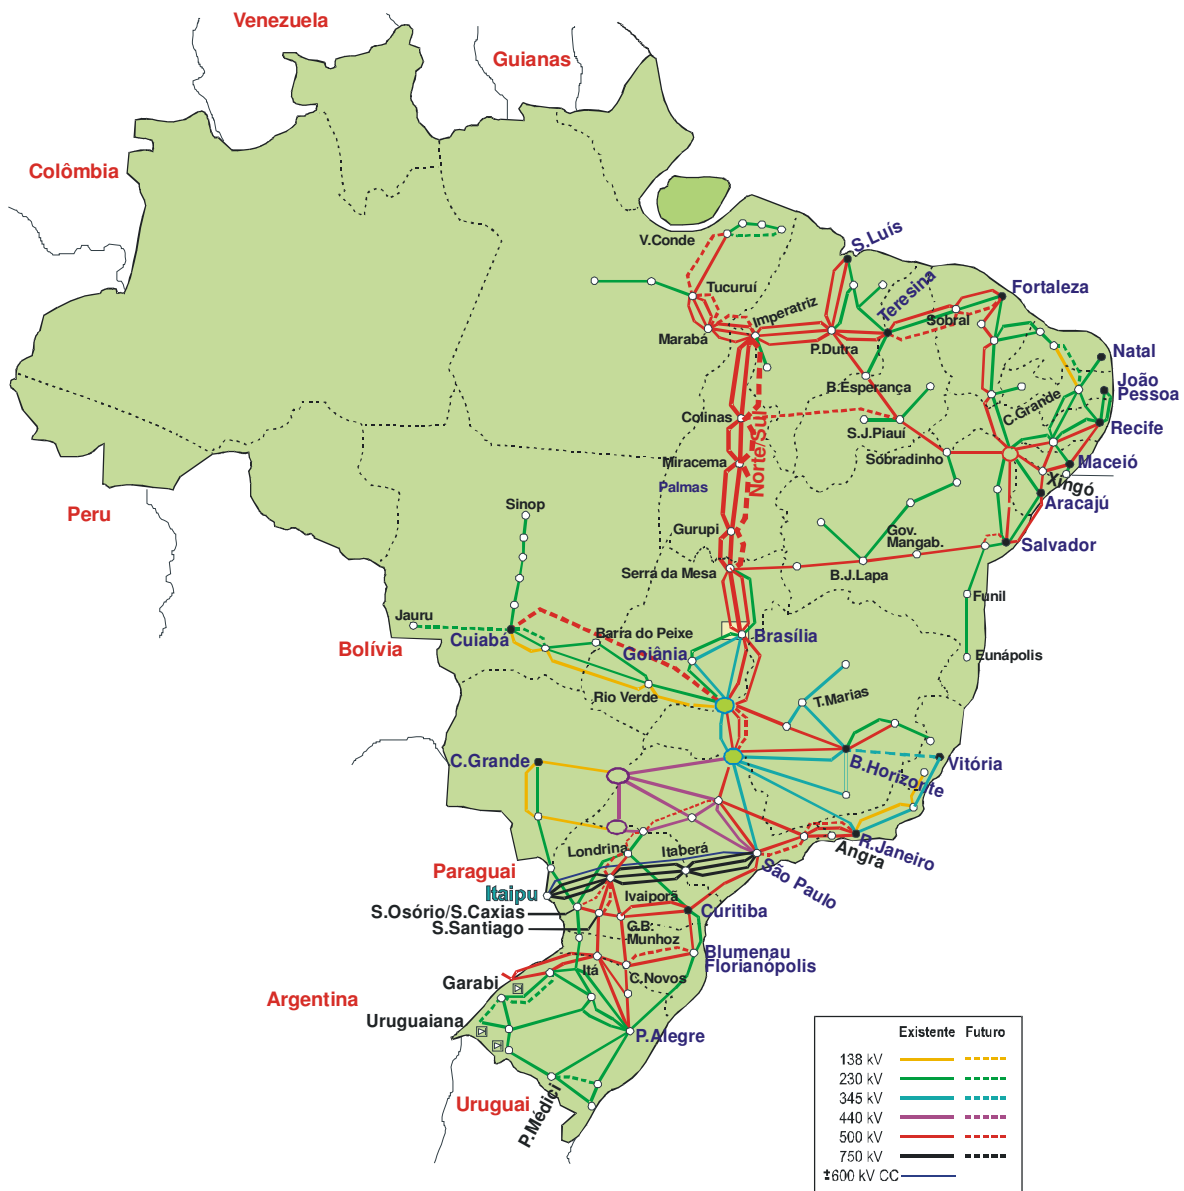 Venezuela
Guianas
Colômbia
V.Conde
S.Luís
Tucuruí
Imperatriz
Teresina
Fortaleza
Sobral
Marabá
P.Dutra
Natal
João
Pessoa
B.Esperança
C.Grande
Colinas
Norte/Sul
S.J.Piauí
Recife
Sobradinho
Miracema
Maceió
Palmas
Xingó
Aracajú
Peru
Sinop
Gurupi
Gov.
Mangab.
Salvador
Serra da Mesa
B.J.Lapa
Funil
Jauru
Cuiabá
Barra do Peixe
Brasília
Bolívia
Goiânia
Eunápolis
Rio Verde
T.Marias
C.Grande
B.Horizonte
Vitória
Londrina
Itaberá
R.Janeiro
Angra
Paraguai
São Paulo
Itaipu
Ivaiporã
S.Osório/S.Caxias
Curitiba
S.Santiago
G.B.
Munhoz
Blumenau
Florianópolis
Itá
C.Novos
Garabi
Argentina
Uruguaiana
P.Alegre
Uruguai
P.Médici
Existente Futuro
138 kV
230 kV
345 kV
440 kV
500 kV
750 kV
±600 kV CC